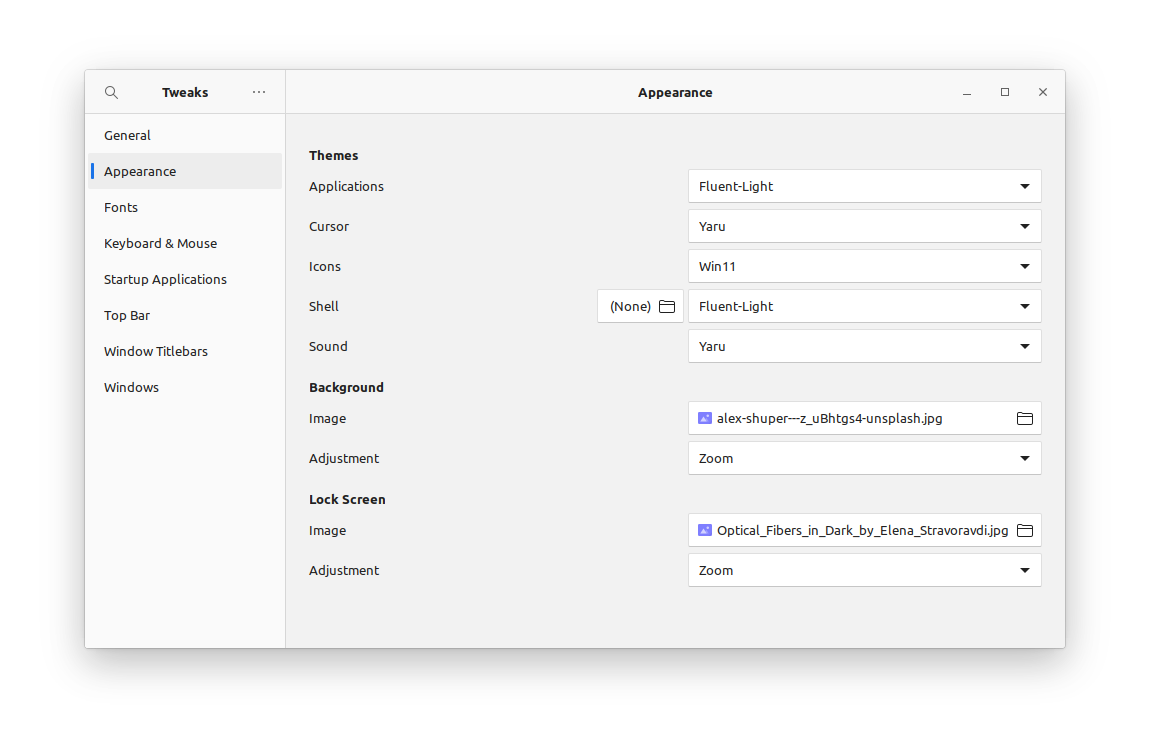 Tweaks
Appearance
General
Appearance
Fonts
Keyboard & Mouse
Startup Applications
Top Bar
Window Titlebars
Windows
Themes
Applications Fluent-Light
Cursor Yaru
Icons Win11
Shell (None) Fluent-Light
Sound Yaru
Background
Image alex-shuper---z_uBhtgs4-unsplash.jpg
Adjustment Zoom
Lock Screen
Image Optical_Fibers_in_Dark_by_Elena_Stravoravdi.jpg
Adjustment Zoom